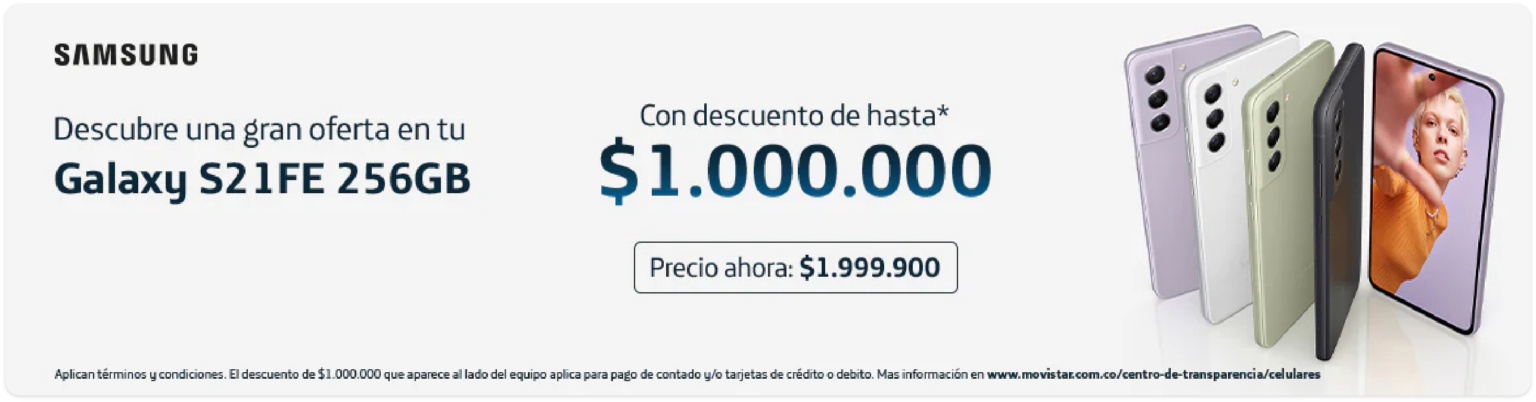 SAMSUNG
Descubre una gran oferta en tu
Galaxy S21FE 256GB
Con descuento de hasta*
$1.000.000
Precio ahora: $1.999.900
Aplican términos y condiciones. El descuento de $1.000.000 que aparece al lado del equipo aplica para pago de contado y/o tarjetas de crédito o debito. Mas información en www.movistar.com.co/centro-de-transparencia/celulares